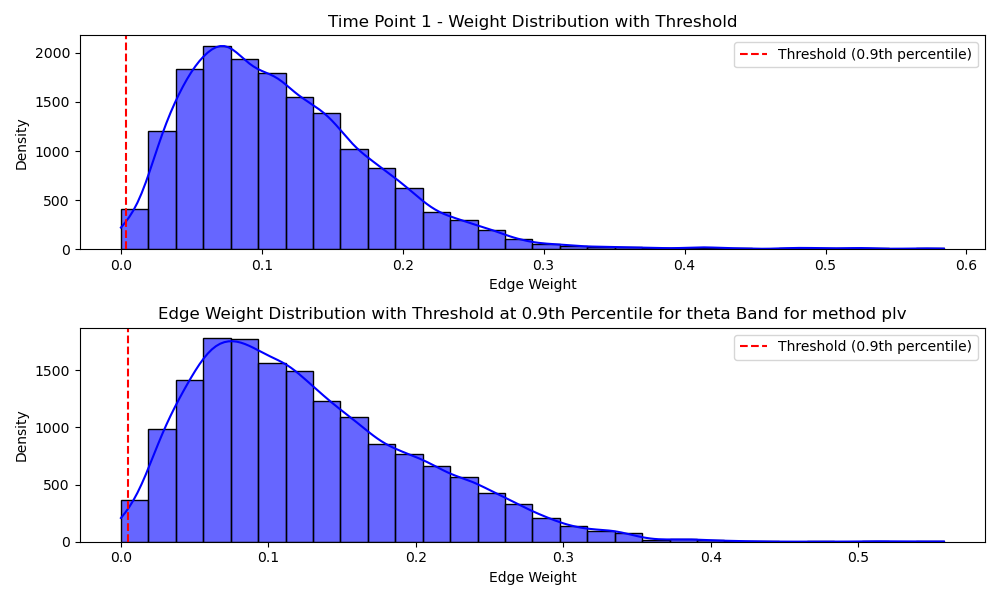 Time Point 1 - Weight Distribution with Threshold
Threshold (0.9th percentile)
2000
1500
1000
500
0
Density
0.0 0.1 0.2 0.3 0.4 0.5 0.6
Edge Weight
Edge Weight Distribution with Threshold at 0.9th Percentile for theta Band for method plv
Threshold (0.9th percentile)
1500
1000
500
0
Density
0.0 0.1 0.2 0.3 0.4 0.5
Edge Weight